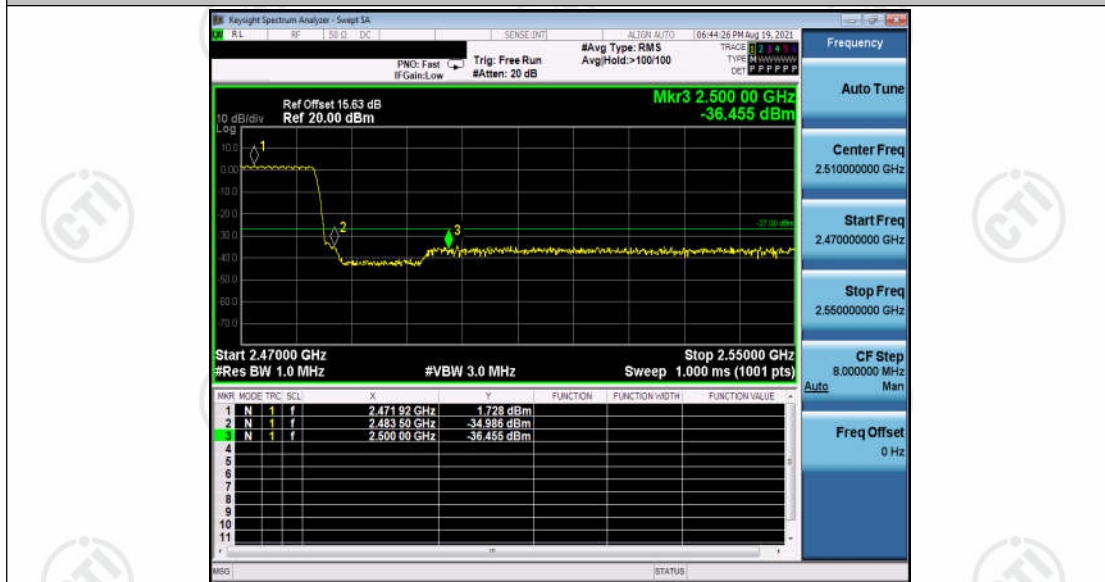 Keysight Spectrum Analyzer - Swept SA
RL RF 50 Ω DC SENSE:INT ALIGN AUTO 06:44:26 PM Aug 19, 2021
PNO: Fast
IFGain:Low
Trig: Free Run
#Atten: 20 dB
#Avg Type: RMS
Avg|Hold:>100/100
TRACE 1 2 3 4 5 6
TYPE M WWWWW
DET P P P P P P
Ref Offset 15.63 dB
10 dB/div Ref 20.00 dBm
Log
Mkr3 2.500 00 GHz
-36.455 dBm
10.0
0.00
-10.0
-20.0
-30.0
-40.0
-50.0
-60.0
-70.0
1
2
3
-27.00 dBm
Start 2.47000 GHz Stop 2.55000 GHz
#Res BW 1.0 MHz #VBW 3.0 MHz Sweep 1.000 ms (1001 pts)
MKR MODE TRC SCL X Y FUNCTION FUNCTION WIDTH FUNCTION VALUE
1 N 1 f 2.471 92 GHz 1.728 dBm
2 N 1 f 2.483 50 GHz -34.986 dBm
3 N 1 f 2.500 00 GHz -36.455 dBm
4
5
6
7
8
9
10
11
MSG STATUS
Frequency
Auto Tune
Center Freq
2.510000000 GHz
Start Freq
2.470000000 GHz
Stop Freq
2.550000000 GHz
CF Step
8.000000 MHz
Auto Man
Freq Offset
0 Hz
CTI
CTI
CTI
CTI